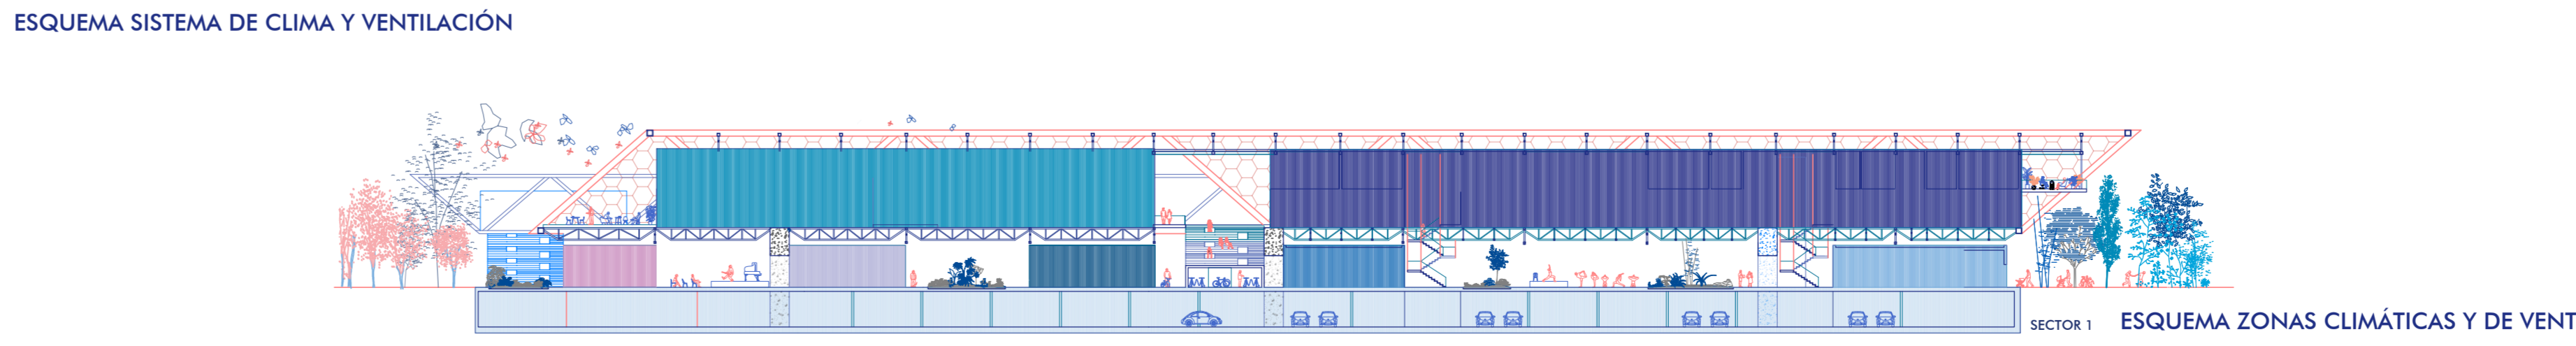 ESQUEMA SISTEMA DE CLIMA Y VENTILACIÓN
SECTOR 1
ESQUEMA ZONAS CLIMÁTICAS Y DE VENT